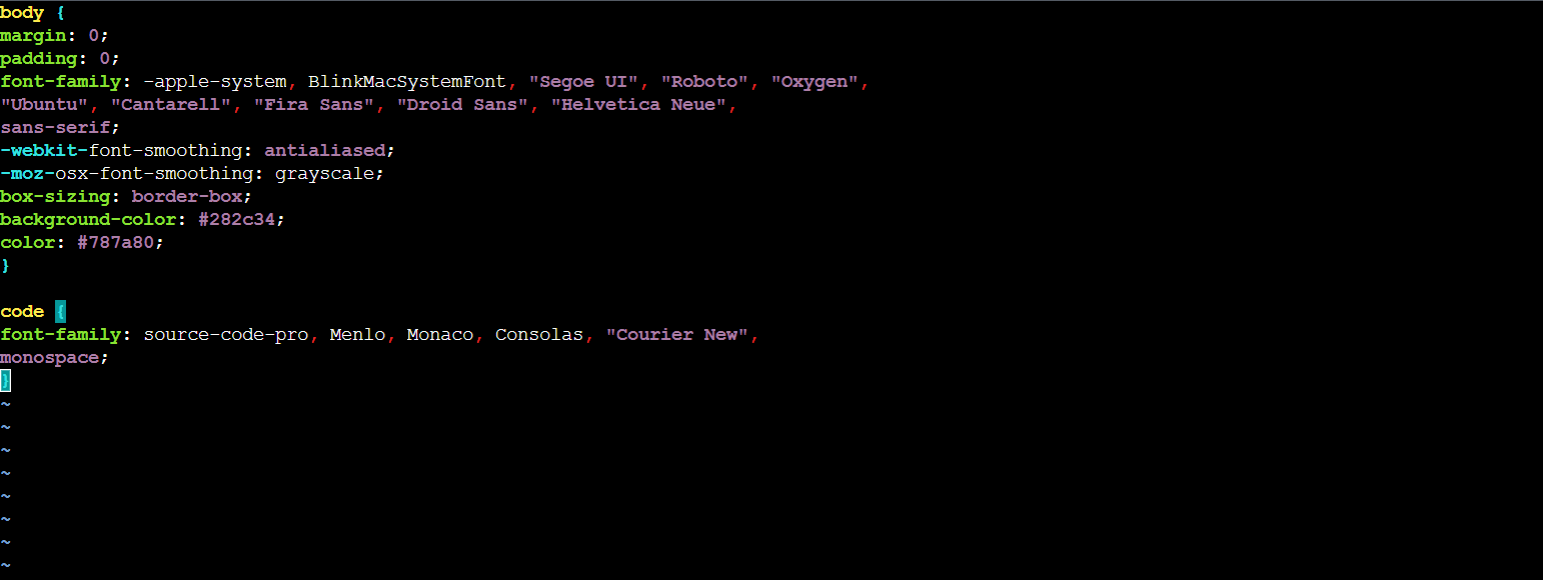 body {
margin: 0;
padding: 0;
font-family: -apple-system, BlinkMacSystemFont, "Segoe UI", "Roboto", "Oxygen",
"Ubuntu", "Cantarell", "Fira Sans", "Droid Sans", "Helvetica Neue",
sans-serif;
-webkit-font-smoothing: antialiased;
-moz-osx-font-smoothing: grayscale;
box-sizing: border-box;
background-color: #282c34;
color: #787a80;
}

code {
font-family: source-code-pro, Menlo, Monaco, Consolas, "Courier New",
monospace;
}
~
~
~
~
~
~
~
~